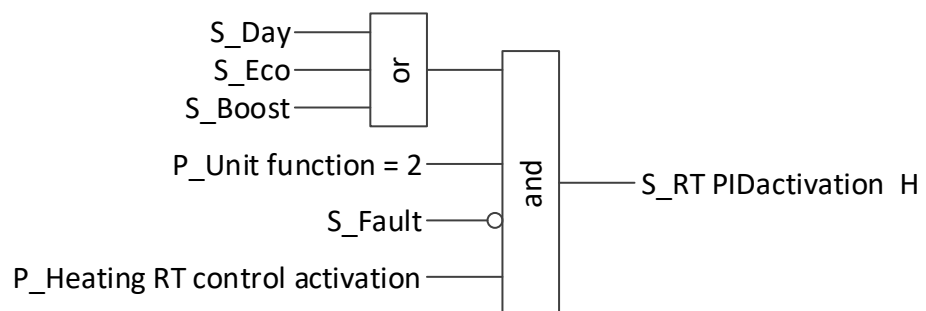 S_Day
S_Eco
S_Boost
or
P_Unit function = 2
S_Fault
P_Heating RT control activation
and
S_RT PIDactivation  H